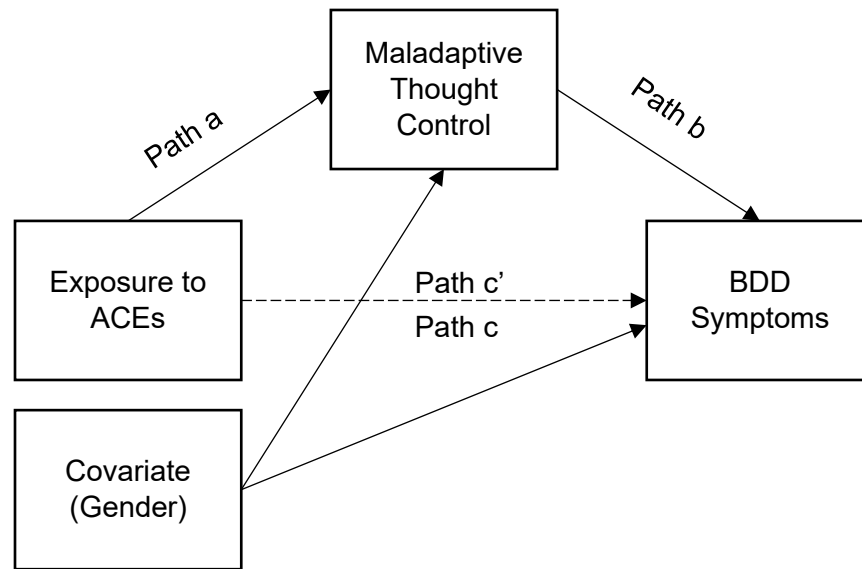 Maladaptive
Thought
Control
Path a
Path b
Exposure to
ACEs
Path c’
Path c
BDD
Symptoms
Covariate
(Gender)